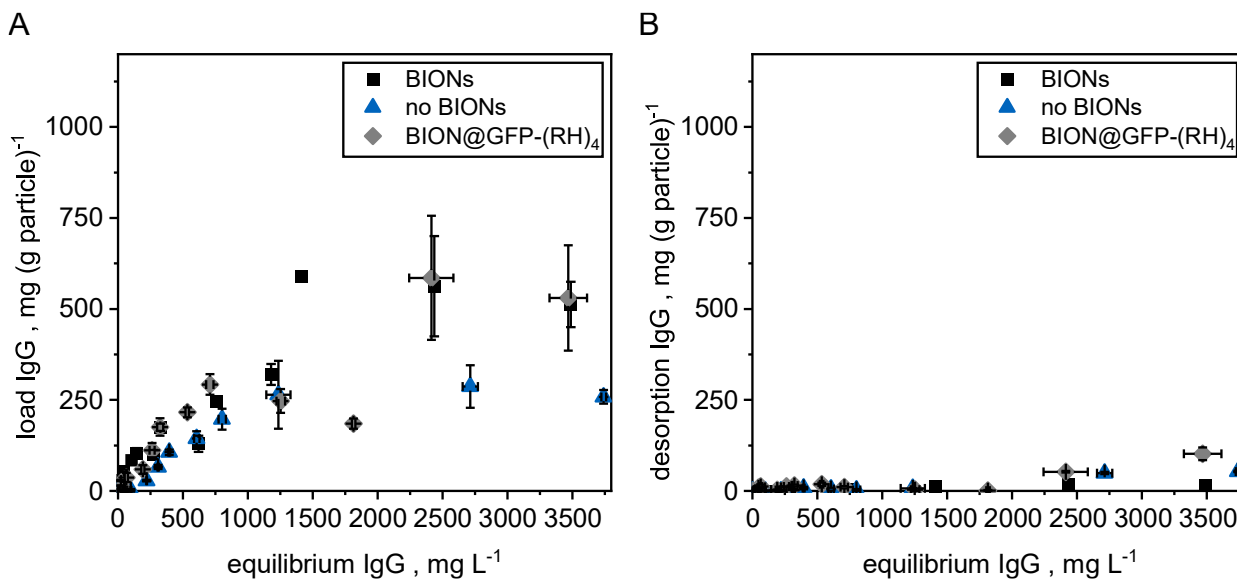 A
load IgG , mg (g particle)⁻¹
1000
750
500
250
0
BIONs
no BIONs
BION@GFP-(RH)₄
0 500 1000 1500 2000 2500 3000 3500
equilibrium IgG , mg L⁻¹
B
desorption IgG , mg (g particle)⁻¹
1000
750
500
250
0
BIONs
no BIONs
BION@GFP-(RH)₄
0 500 1000 1500 2000 2500 3000 3500
equilibrium IgG , mg L⁻¹